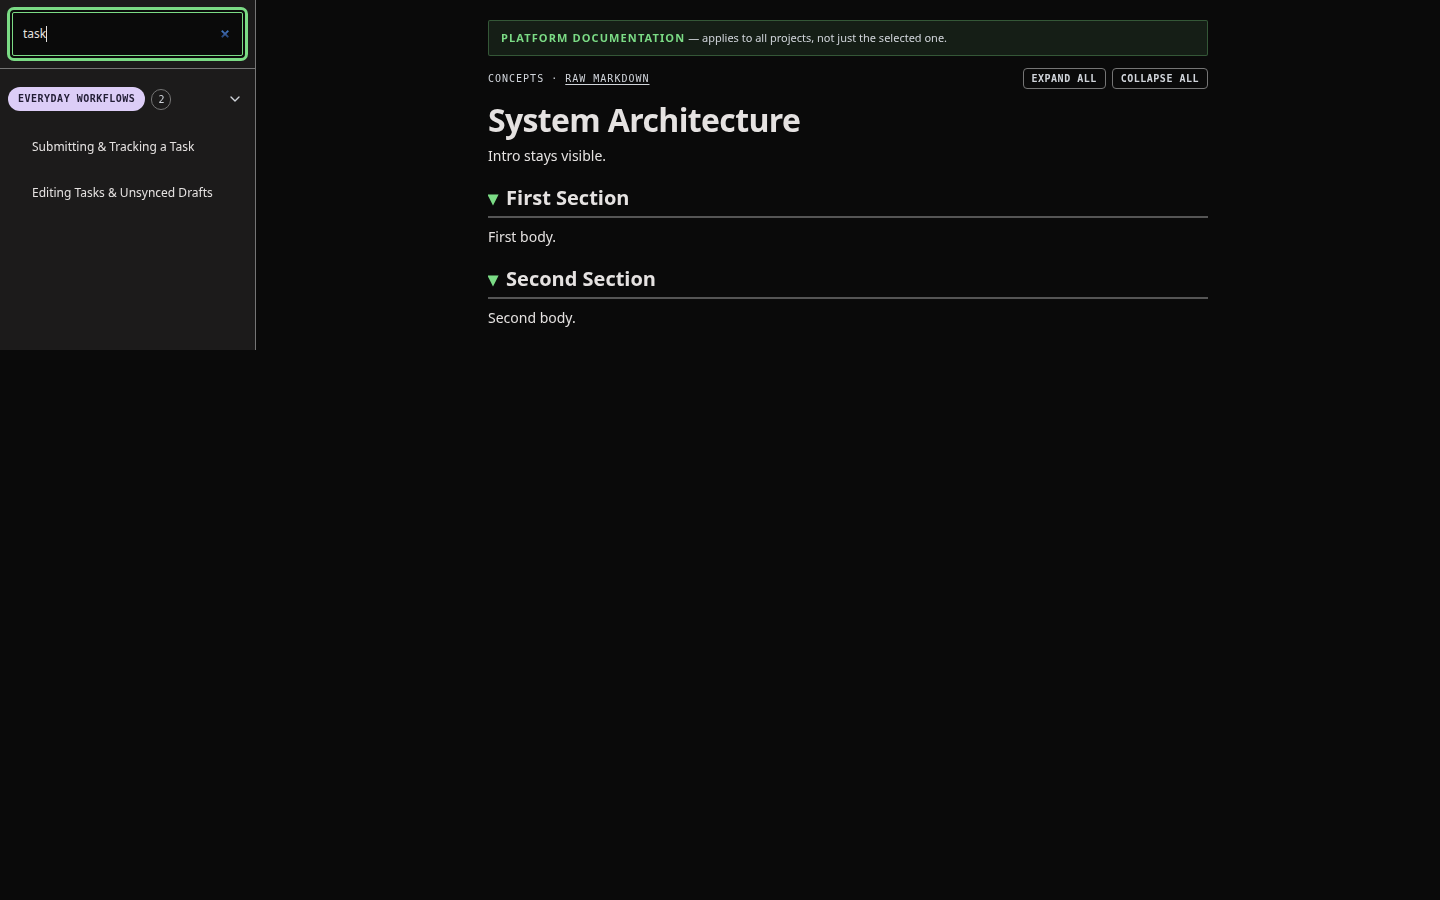 task
EVERYDAY WORKFLOWS 2
Submitting & Tracking a Task
Editing Tasks & Unsynced Drafts
PLATFORM DOCUMENTATION — applies to all projects, not just the selected one.
CONCEPTS · RAW MARKDOWN
EXPAND ALL COLLAPSE ALL
System Architecture
Intro stays visible.
▼ First Section
First body.
▼ Second Section
Second body.